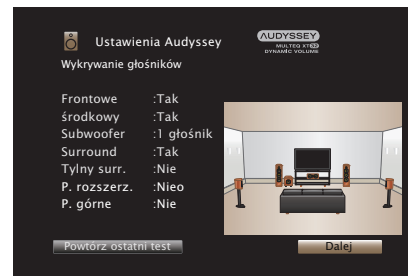 Ustawienia Audyssey
AUDYSSEY
MULTEQ XT32
DYNAMIC VOLUME
Wykrywanie głośników
Frontowe :Tak
środkowy :Tak
Subwoofer :1 głośnik
Surround :Tak
Tylny surr. :Nie
P. rozszerz. :Nieo
P. górne :Nie
Powtórz ostatni test
Dalej